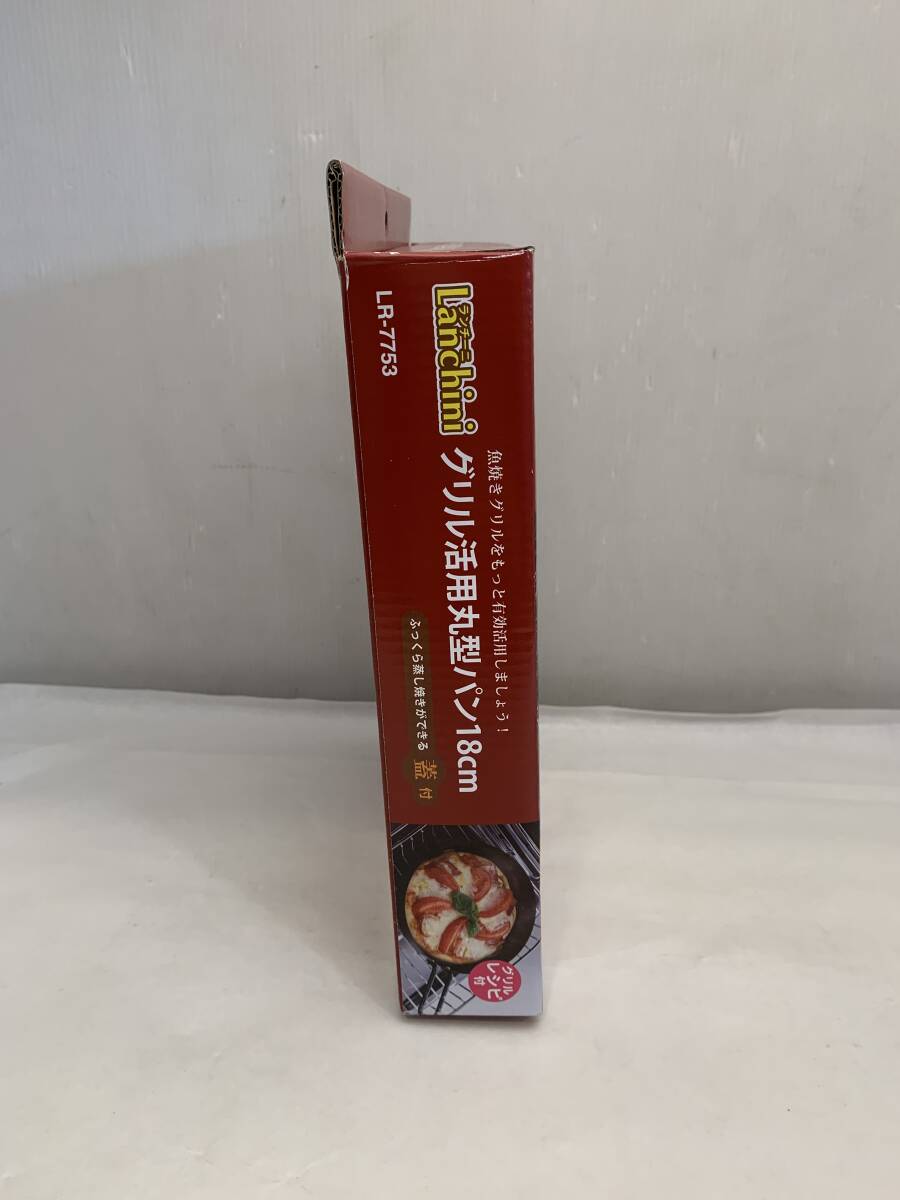 魚焼きグリルをもっと有効活用しましょう!
ランチーニ
Lanchini
グリル活用丸型パン18cm
ふっくら蒸し焼きができる 蓋付
LR-7753
グリル
レシピ
付